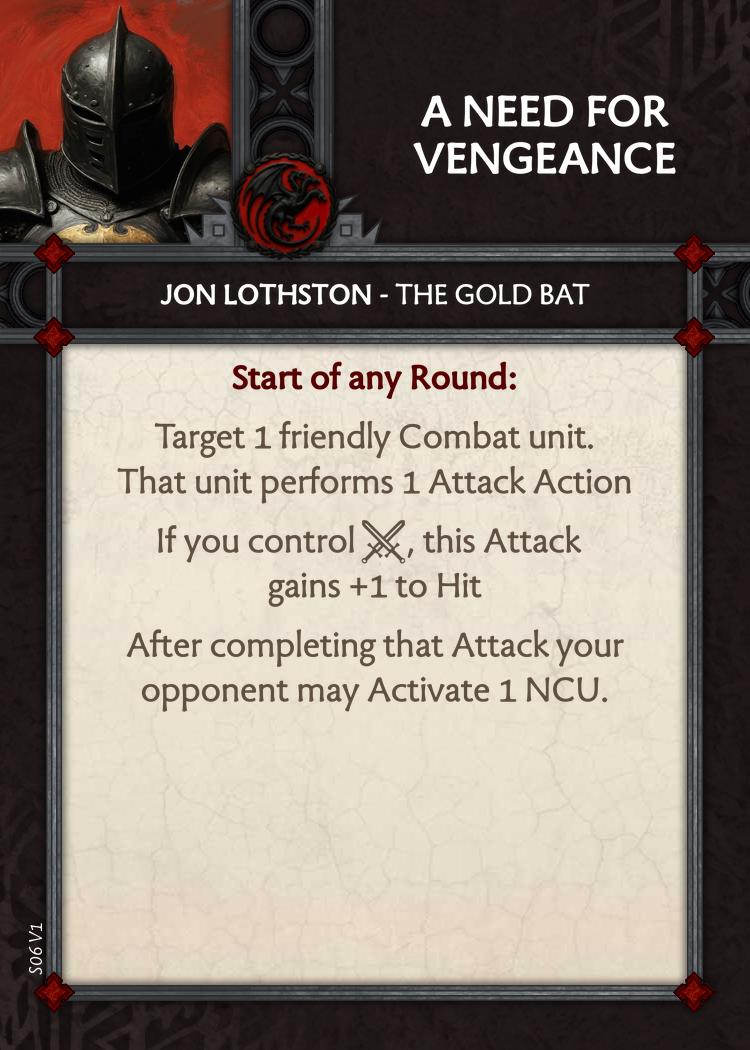 A NEED FOR
VENGEANCE
JON LOTHSTON - THE GOLD BAT
Start of any Round:
Target 1 friendly Combat unit.
That unit performs 1 Attack Action
If you control , this Attack
gains +1 to Hit
After completing that Attack your
opponent may Activate 1 NCU.
S06 V1